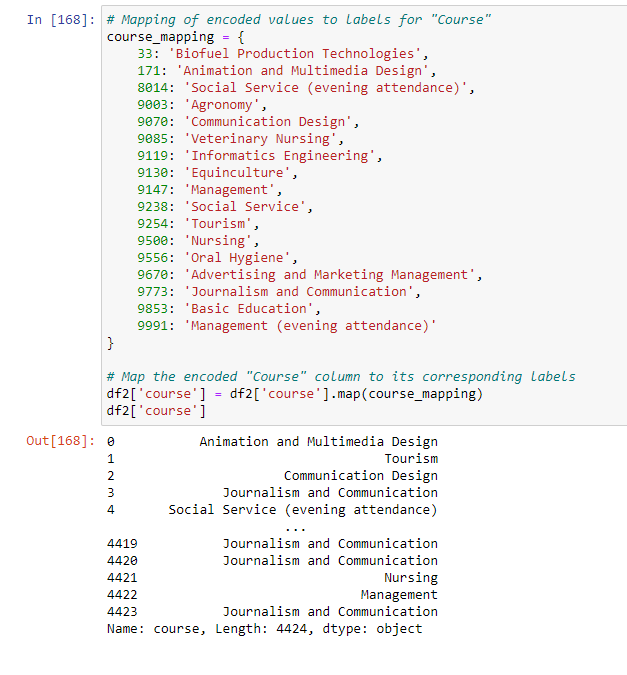 In [168]: # Mapping of encoded values to labels for "Course"
course_mapping = {
    33: 'Biofuel Production Technologies',
    171: 'Animation and Multimedia Design',
    8014: 'Social Service (evening attendance)',
    9003: 'Agronomy',
    9070: 'Communication Design',
    9085: 'Veterinary Nursing',
    9119: 'Informatics Engineering',
    9130: 'Equinculture',
    9147: 'Management',
    9238: 'Social Service',
    9254: 'Tourism',
    9500: 'Nursing',
    9556: 'Oral Hygiene',
    9670: 'Advertising and Marketing Management',
    9773: 'Journalism and Communication',
    9853: 'Basic Education',
    9991: 'Management (evening attendance)'
}
# Map the encoded "Course" column to its corresponding labels
df2['course'] = df2['course'].map(course_mapping)
df2['course']
Out[168]: 0 Animation and Multimedia Design
1 Tourism
2 Communication Design
3 Journalism and Communication
4 Social Service (evening attendance)
...
4419 Journalism and Communication
4420 Journalism and Communication
4421 Nursing
4422 Management
4423 Journalism and Communication
Name: course, Length: 4424, dtype: object